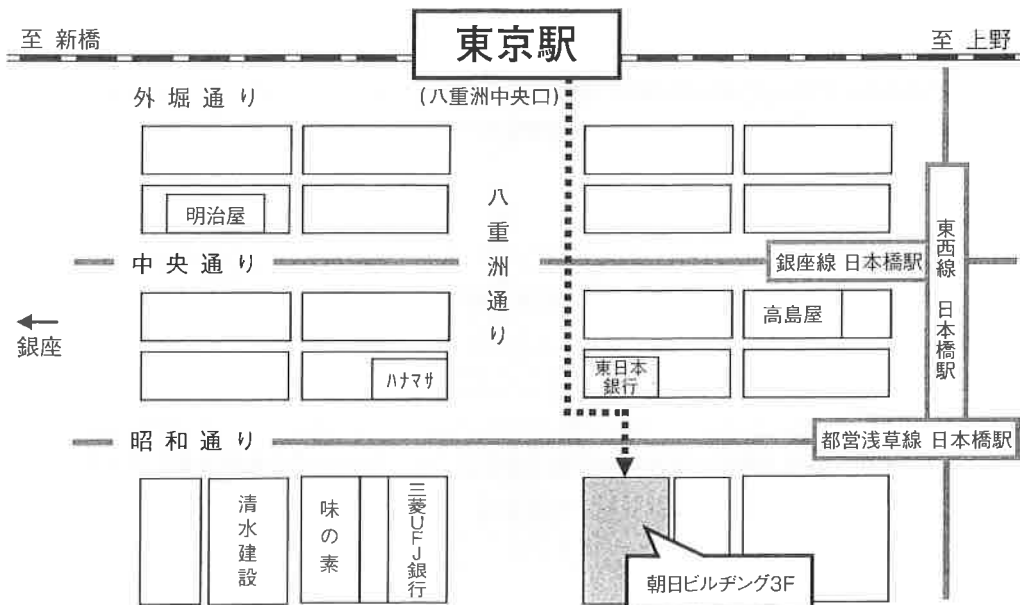 至 新橋
東京駅
至 上野
外堀通り
(八重洲中央口)
明治屋
八重洲通り
中央通り
銀座線 日本橋駅
東西線 日本橋駅
←
銀座
高島屋
ハナマサ
東日本
銀行
昭和通り
都営浅草線 日本橋駅
清水建設
味の素
三菱UFJ銀行
朝日ビルヂング3F